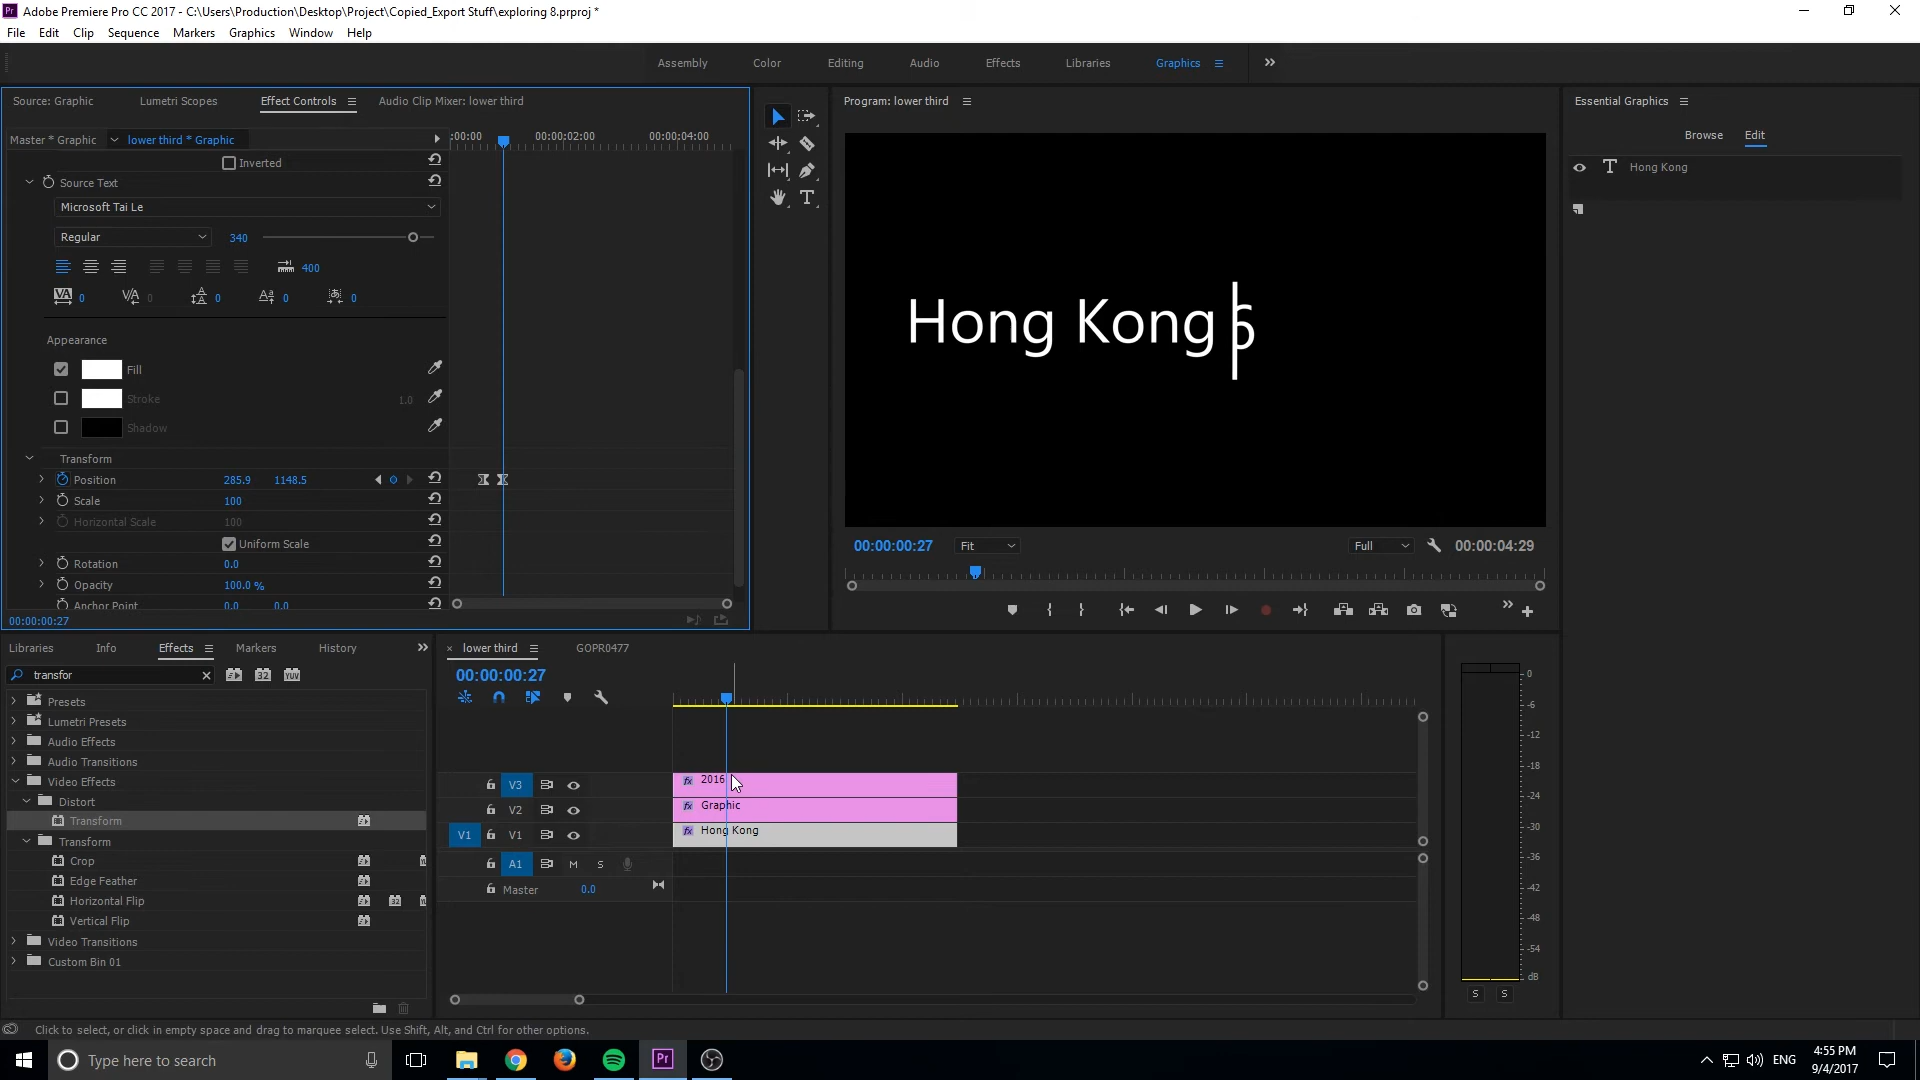 Adobe Premiere Pro CC 2017 - C:\Users\Production\Desktop\Project\Copied_Export Stuff\exploring 8.prproj *
File Edit Clip Sequence Markers Graphics Window Help
Assembly Color Editing Audio Effects Libraries Graphics
Source: Graphic Lumetri Scopes Effect Controls Audio Clip Mixer: lower third
Program: lower third
Essential Graphics
Browse Edit
Master * Graphic lower third * Graphic
:00:00 00:00:02:00 00:00:04:00
Inverted
Source Text
Microsoft Tai Le
Regular 340
400
0 0 0 0 0
Appearance
Fill
Stroke 1.0
Shadow
Transform
Position 285.9 1148.5
Scale 100
Horizontal Scale 100
Uniform Scale
Rotation 0.0
Opacity 100.0 %
Anchor Point 0.0 0.0
00:00:00:27
Hong Kong
Hong Kong
00:00:00:27 Fit Full 00:00:04:29
Libraries Info Effects Markers History
transfor
32 YUV
Presets
Lumetri Presets
Audio Effects
Audio Transitions
Video Effects
Distort
Transform
Transform
Crop
Edge Feather
Horizontal Flip 32
Vertical Flip
Video Transitions
Custom Bin 01
lower third GOPR0477
00:00:00:27
V3 fx 2016
V2 fx Graphic
V1 V1 fx Hong Kong
A1 M S
Master 0.0
0
-6
-12
-18
-24
-30
-36
-42
-48
-54
dB
S S
Click to select, or click in empty space and drag to marquee select. Use Shift, Alt, and Ctrl for other options.
Type here to search
Pr
ENG
4:55 PM
9/4/2017